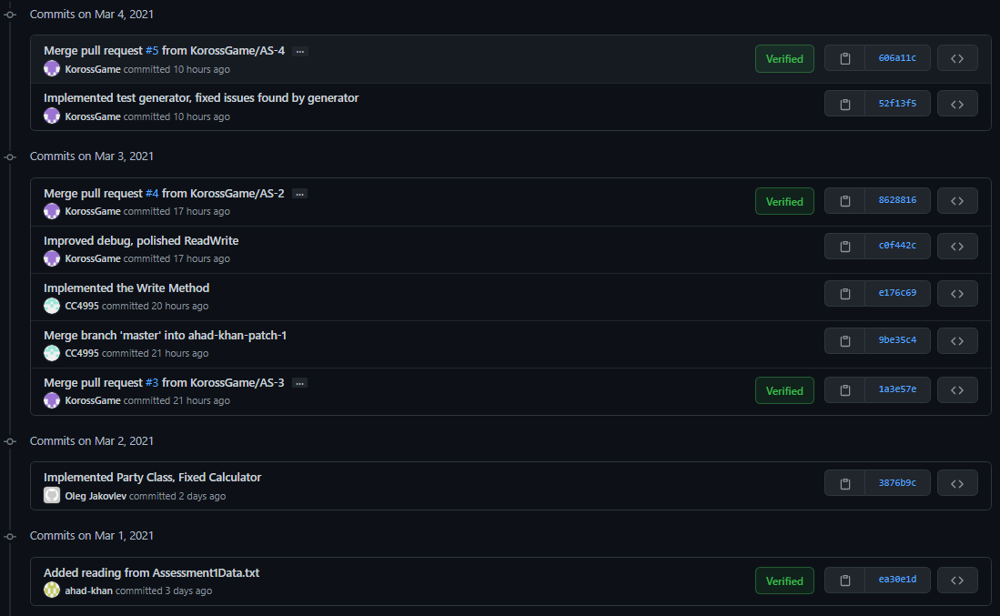 Commits on Mar 4, 2021
Merge pull request #5 from KorossGame/AS-4 ...
Verified
606a11c
KorossGame committed 10 hours ago
Implemented test generator, fixed issues found by generator
52f13f5
KorossGame committed 10 hours ago
Commits on Mar 3, 2021
Merge pull request #4 from KorossGame/AS-2 ...
Verified
8628816
KorossGame committed 17 hours ago
Improved debug, polished ReadWrite
c0f442c
KorossGame committed 17 hours ago
Implemented the Write Method
e176c69
CC4995 committed 20 hours ago
Merge branch 'master' into ahad-khan-patch-1
9be35c4
CC4995 committed 21 hours ago
Merge pull request #3 from KorossGame/AS-3 ...
Verified
1a3e57e
KorossGame committed 21 hours ago
Commits on Mar 2, 2021
Implemented Party Class, Fixed Calculator
3876b9c
Oleg Jakovlev committed 2 days ago
Commits on Mar 1, 2021
Added reading from Assessment1Data.txt
Verified
ea30e1d
ahad-khan committed 3 days ago